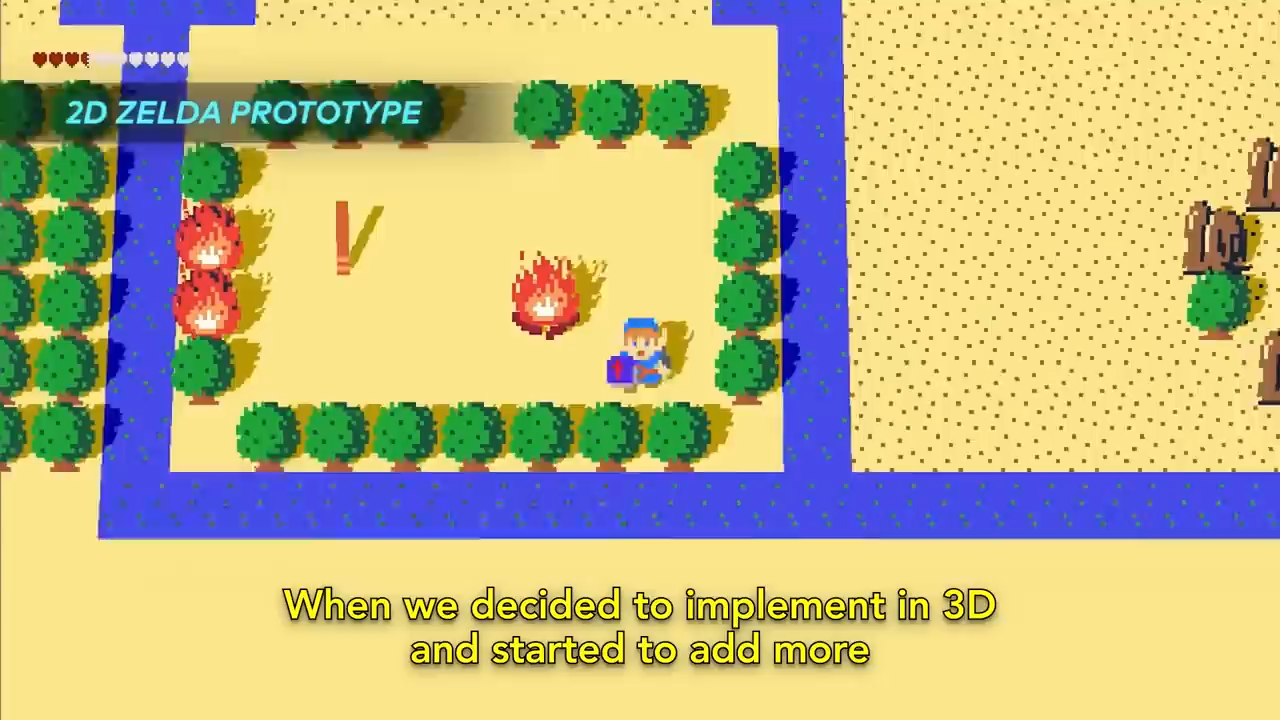 2D ZELDA PROTOTYPE
When we decided to implement in 3D
and started to add more